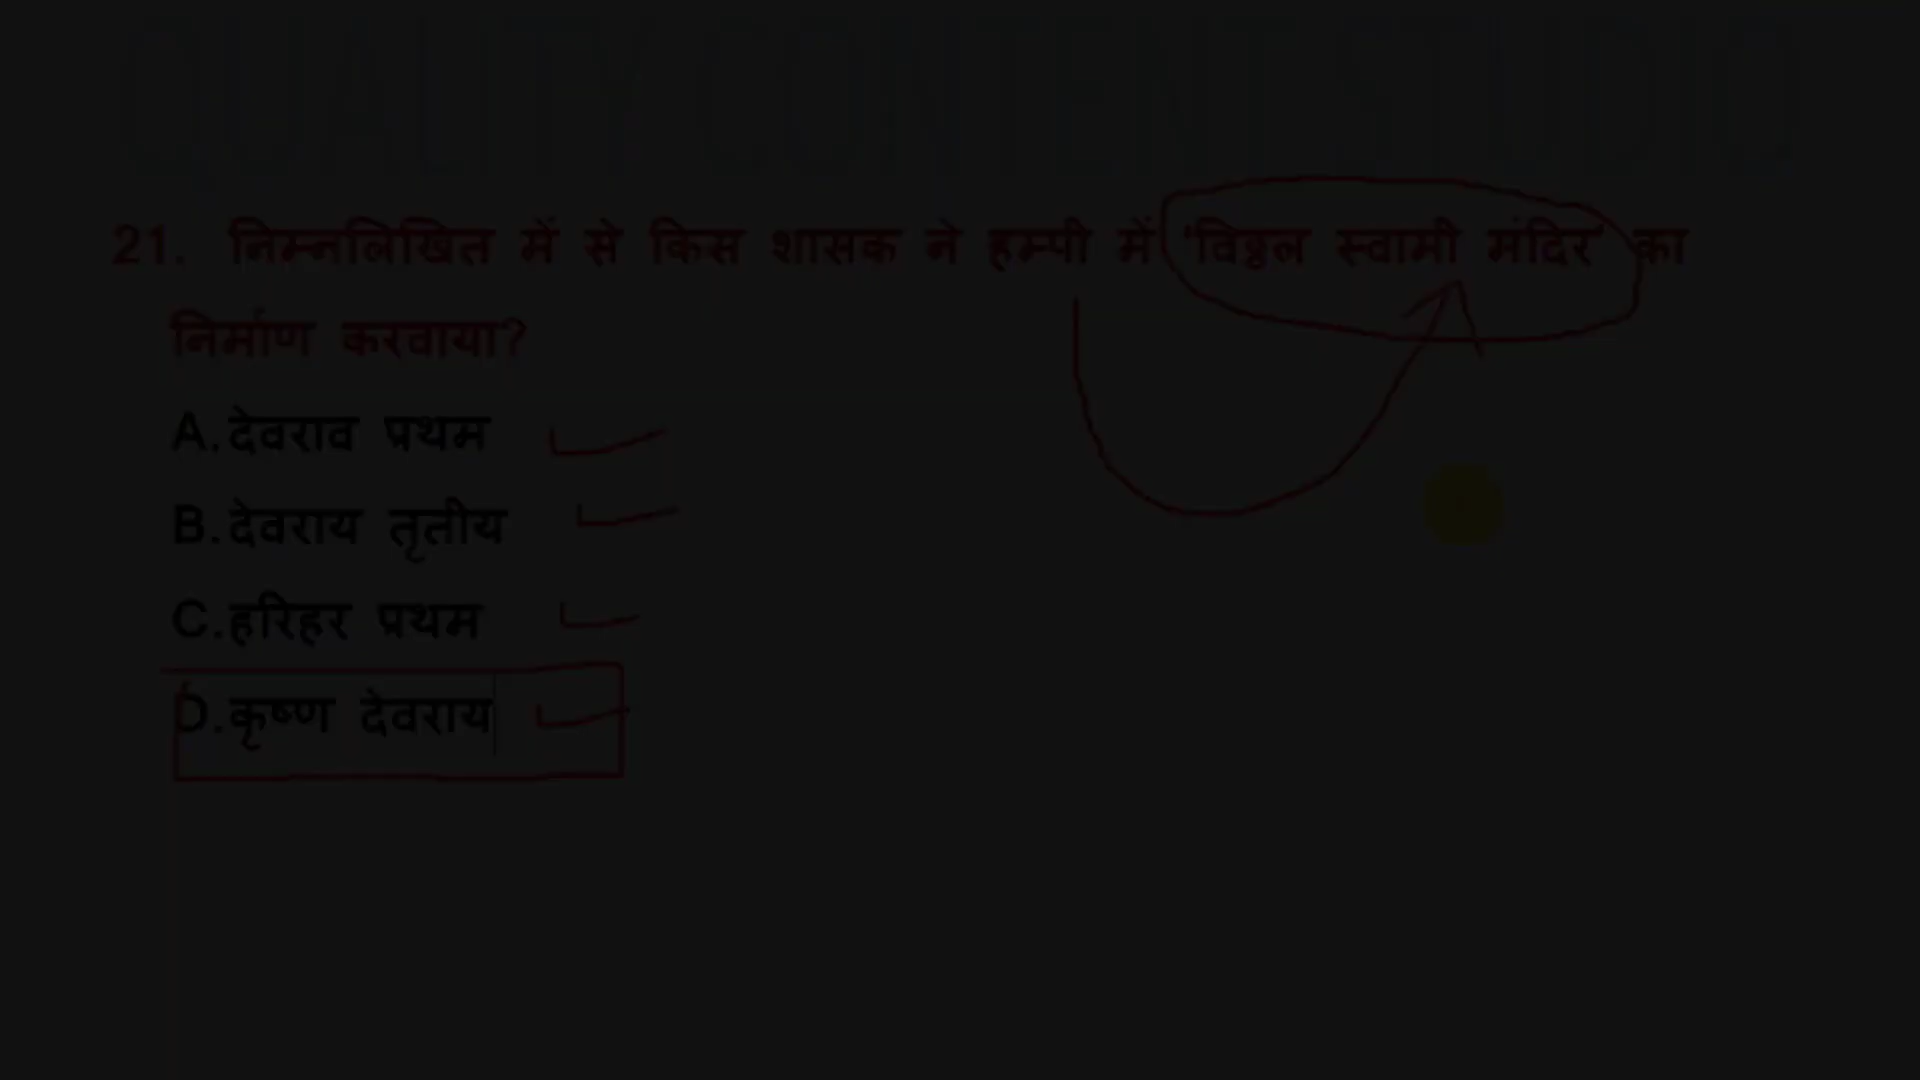 21. निम्नलिखित में से किस शासक ने हम्पी में 'विठ्ठल स्वामी मंदिर' का
निर्माण करवाया?
A.देवराव प्रथम
B.देवराय तृतीय
C.हरिहर प्रथम
D.कृष्ण देवराय